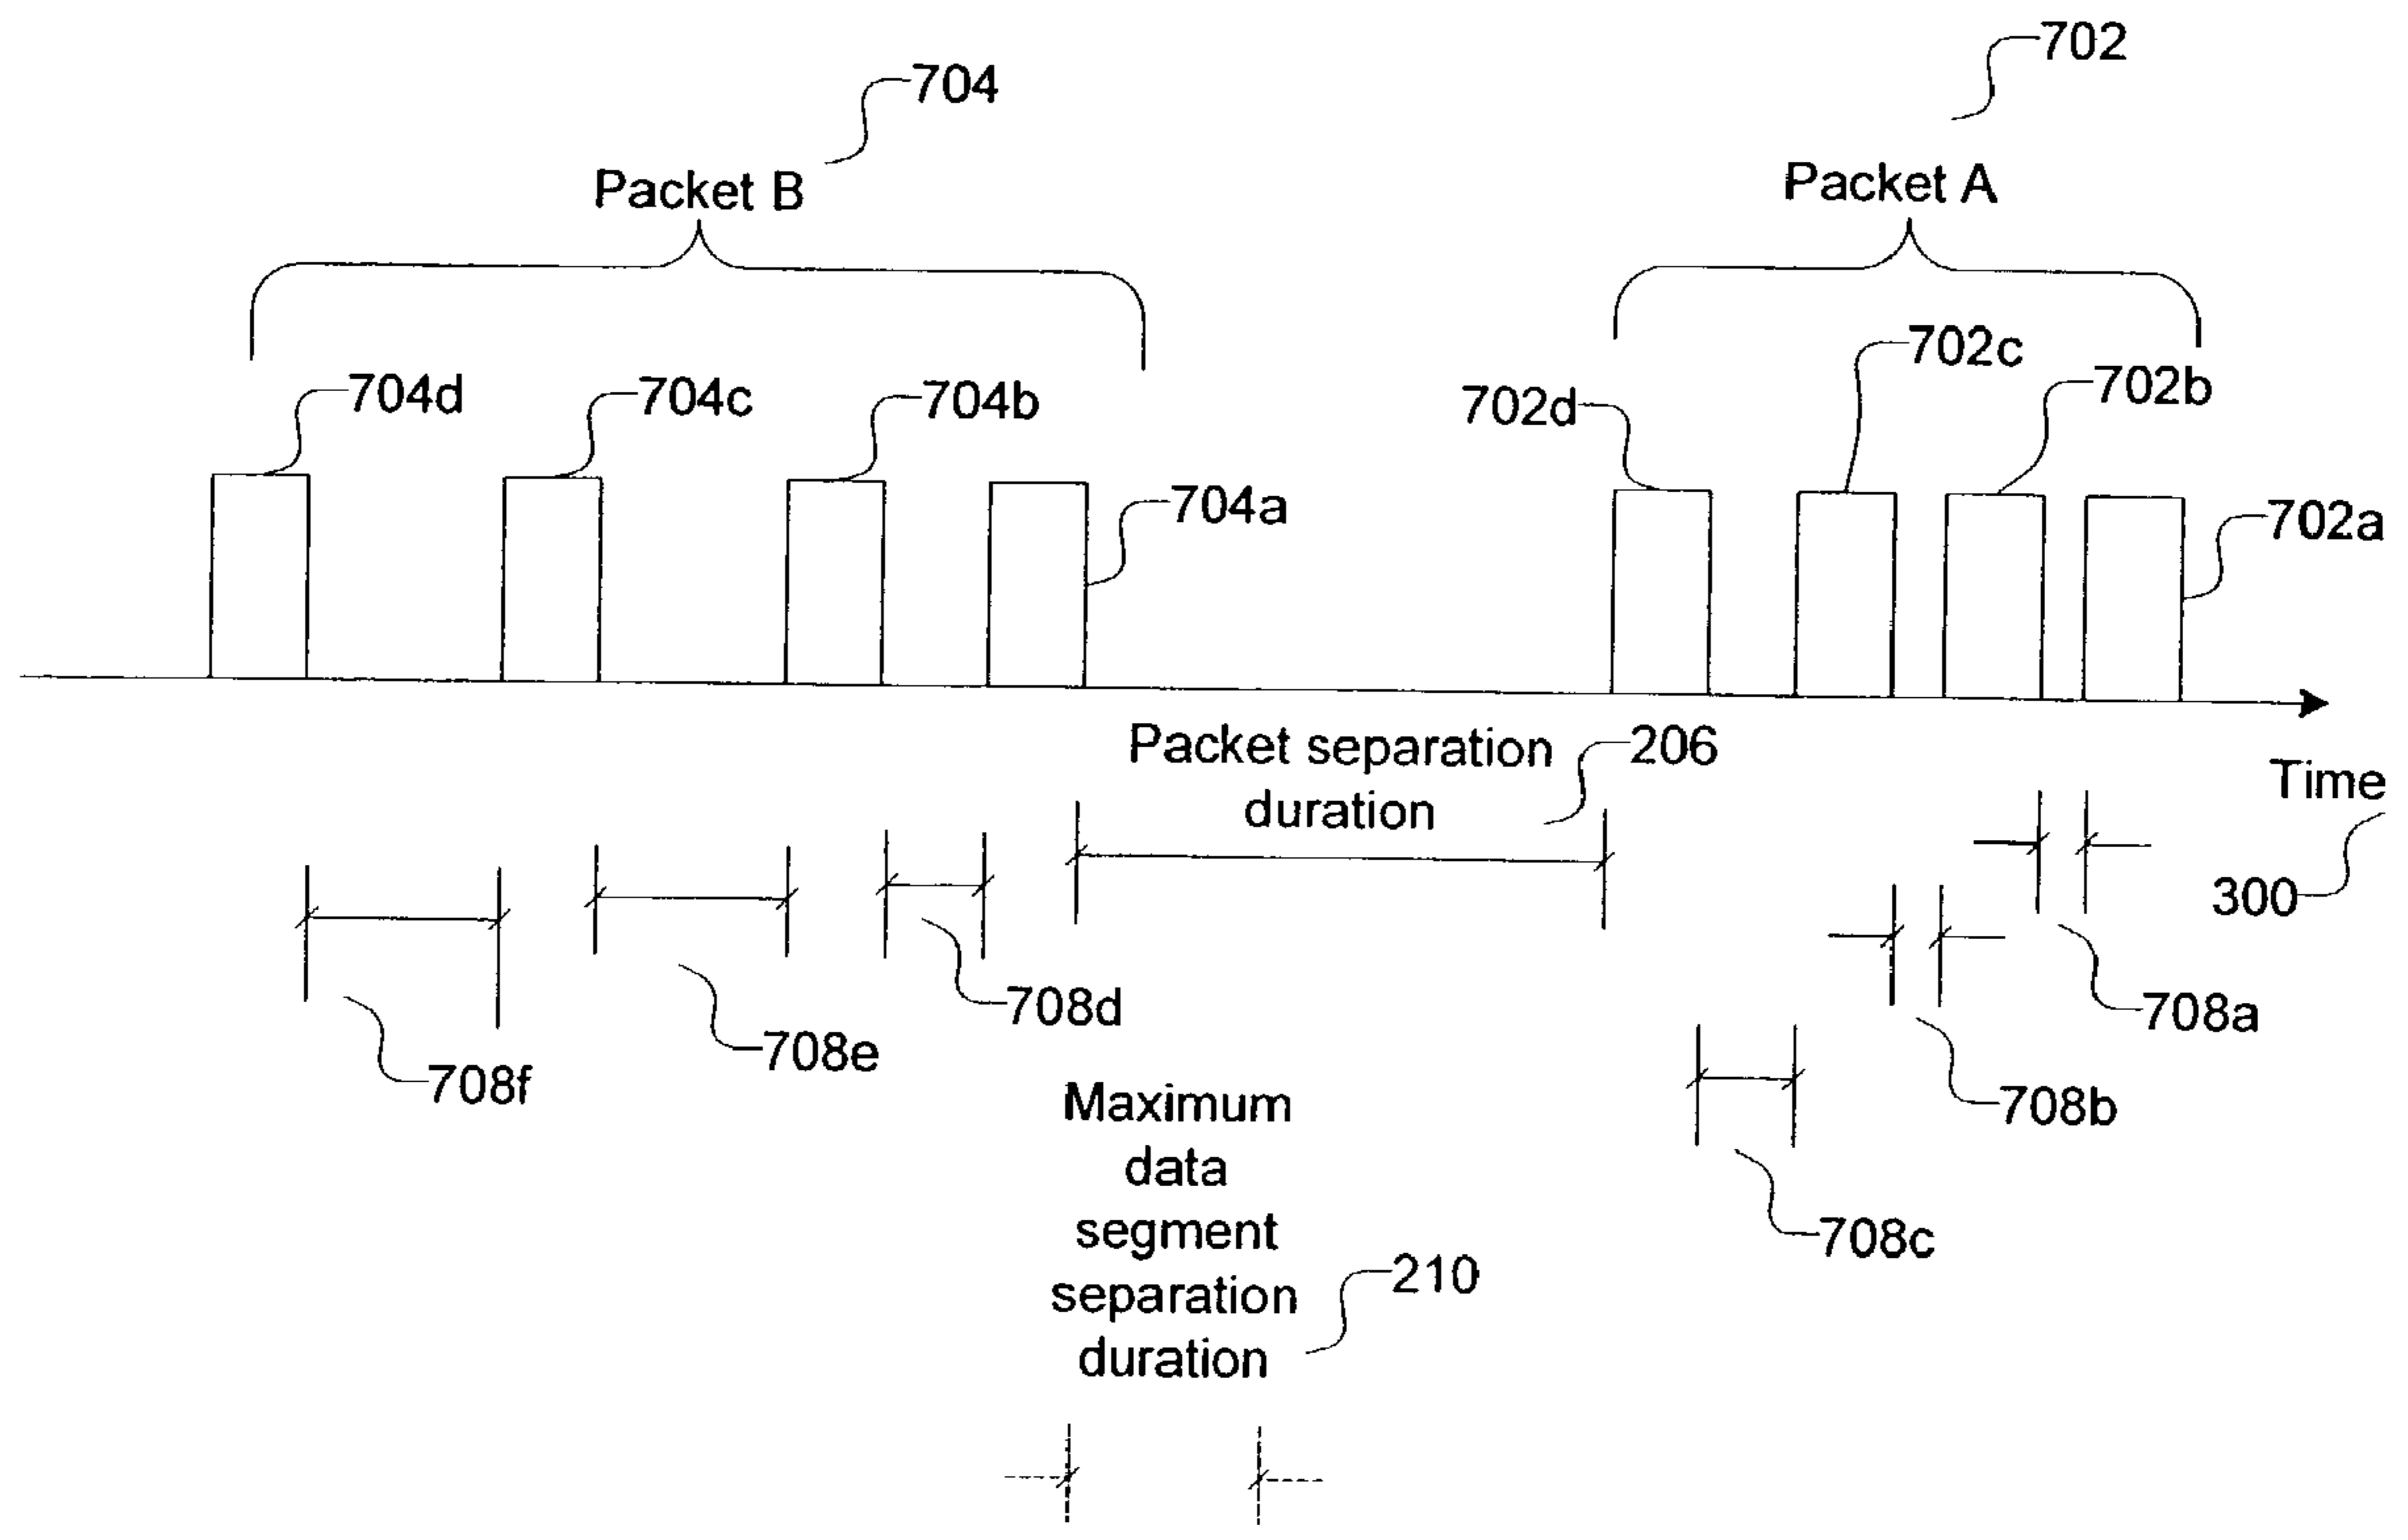 702
704
Packet B
Packet A
702c
704d
704c
704b
702d
702b
704a
702a
Packet separation
duration
206
Time
300
708d
708a
708e
708f
708b
Maximum
data
segment
separation
duration
708c
210